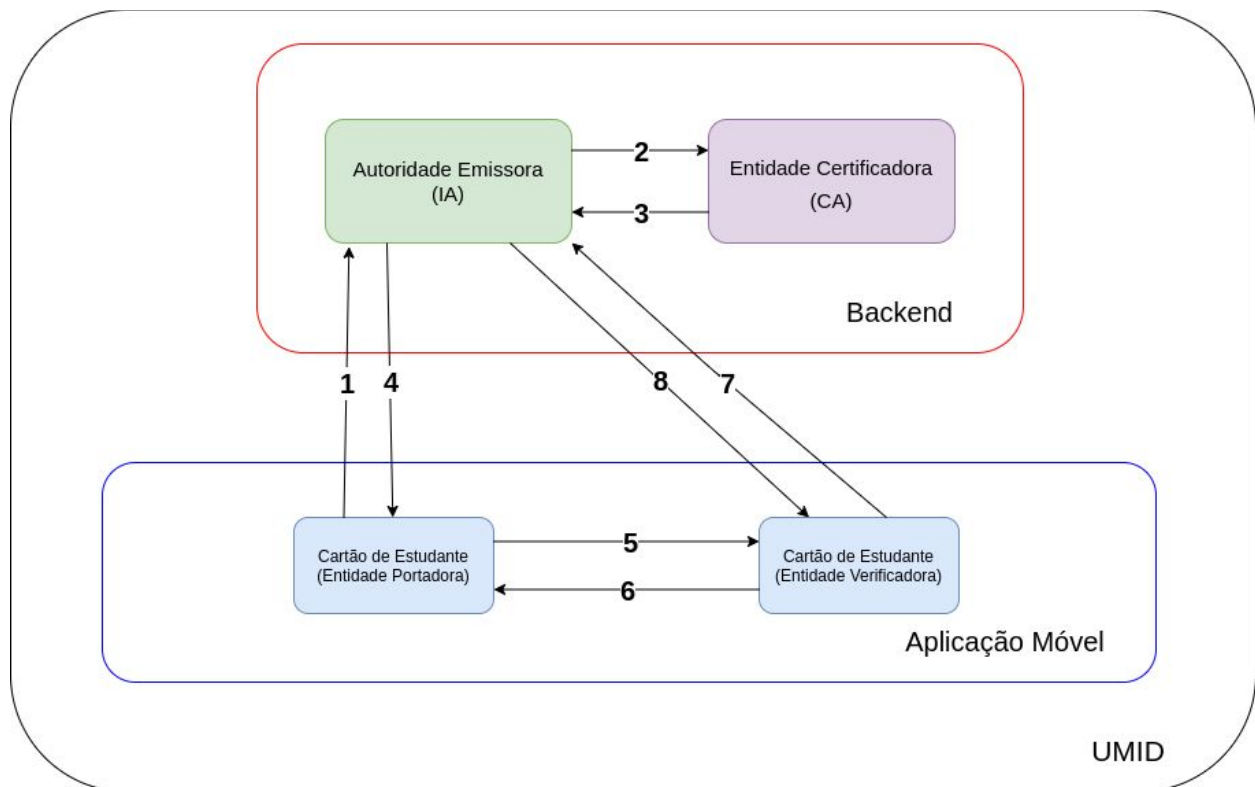 Autoridade Emissora
(IA)
2
Entidade Certificadora
(CA)
3
Backend
1
4
8
7
Cartão de Estudante
(Entidade Portadora)
5
6
Cartão de Estudante
(Entidade Verificadora)
Aplicação Móvel
UMID